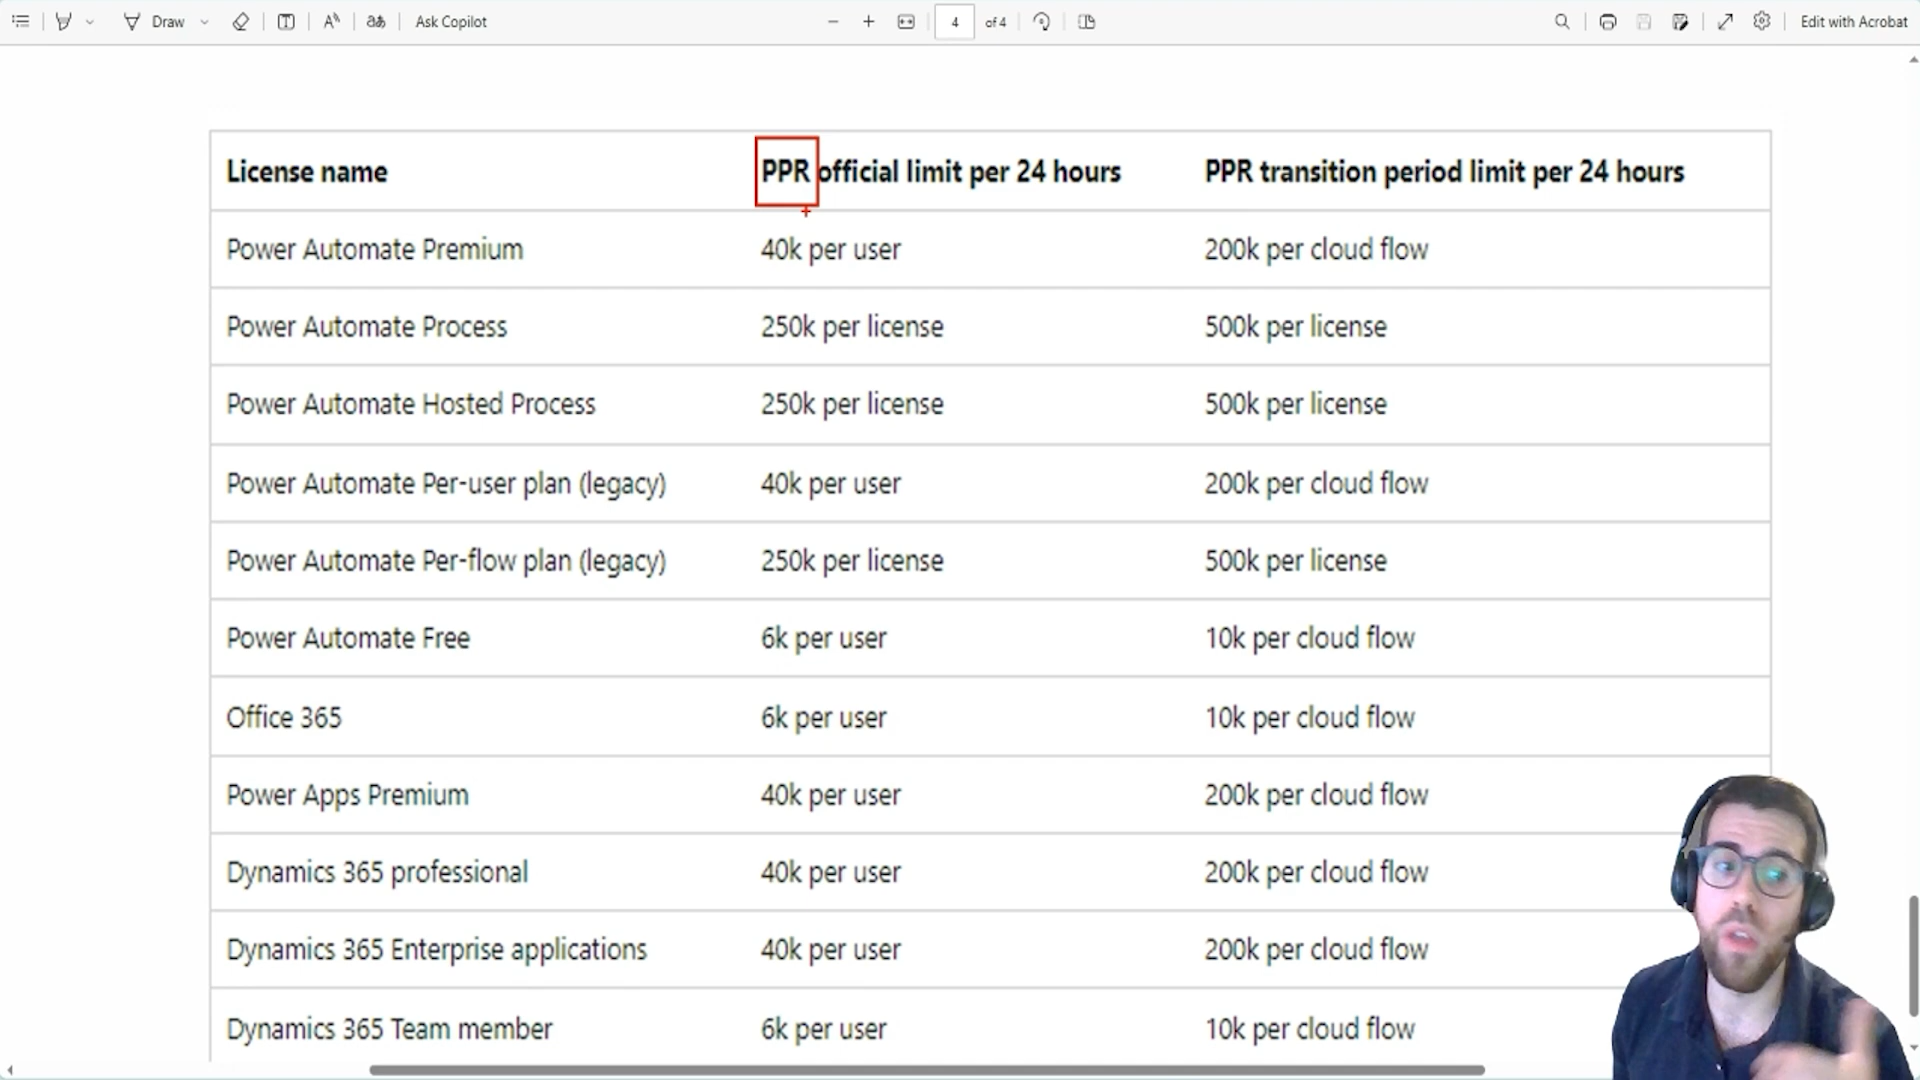 Draw Ask Copilot 4 of 4 Edit with Acrobat
License name PPR official limit per 24 hours PPR transition period limit per 24 hours
Power Automate Premium 40k per user 200k per cloud flow
Power Automate Process 250k per license 500k per license
Power Automate Hosted Process 250k per license 500k per license
Power Automate Per-user plan (legacy) 40k per user 200k per cloud flow
Power Automate Per-flow plan (legacy) 250k per license 500k per license
Power Automate Free 6k per user 10k per cloud flow
Office 365 6k per user 10k per cloud flow
Power Apps Premium 40k per user 200k per cloud flow
Dynamics 365 professional 40k per user 200k per cloud flow
Dynamics 365 Enterprise applications 40k per user 200k per cloud flow
Dynamics 365 Team member 6k per user 10k per cloud flow